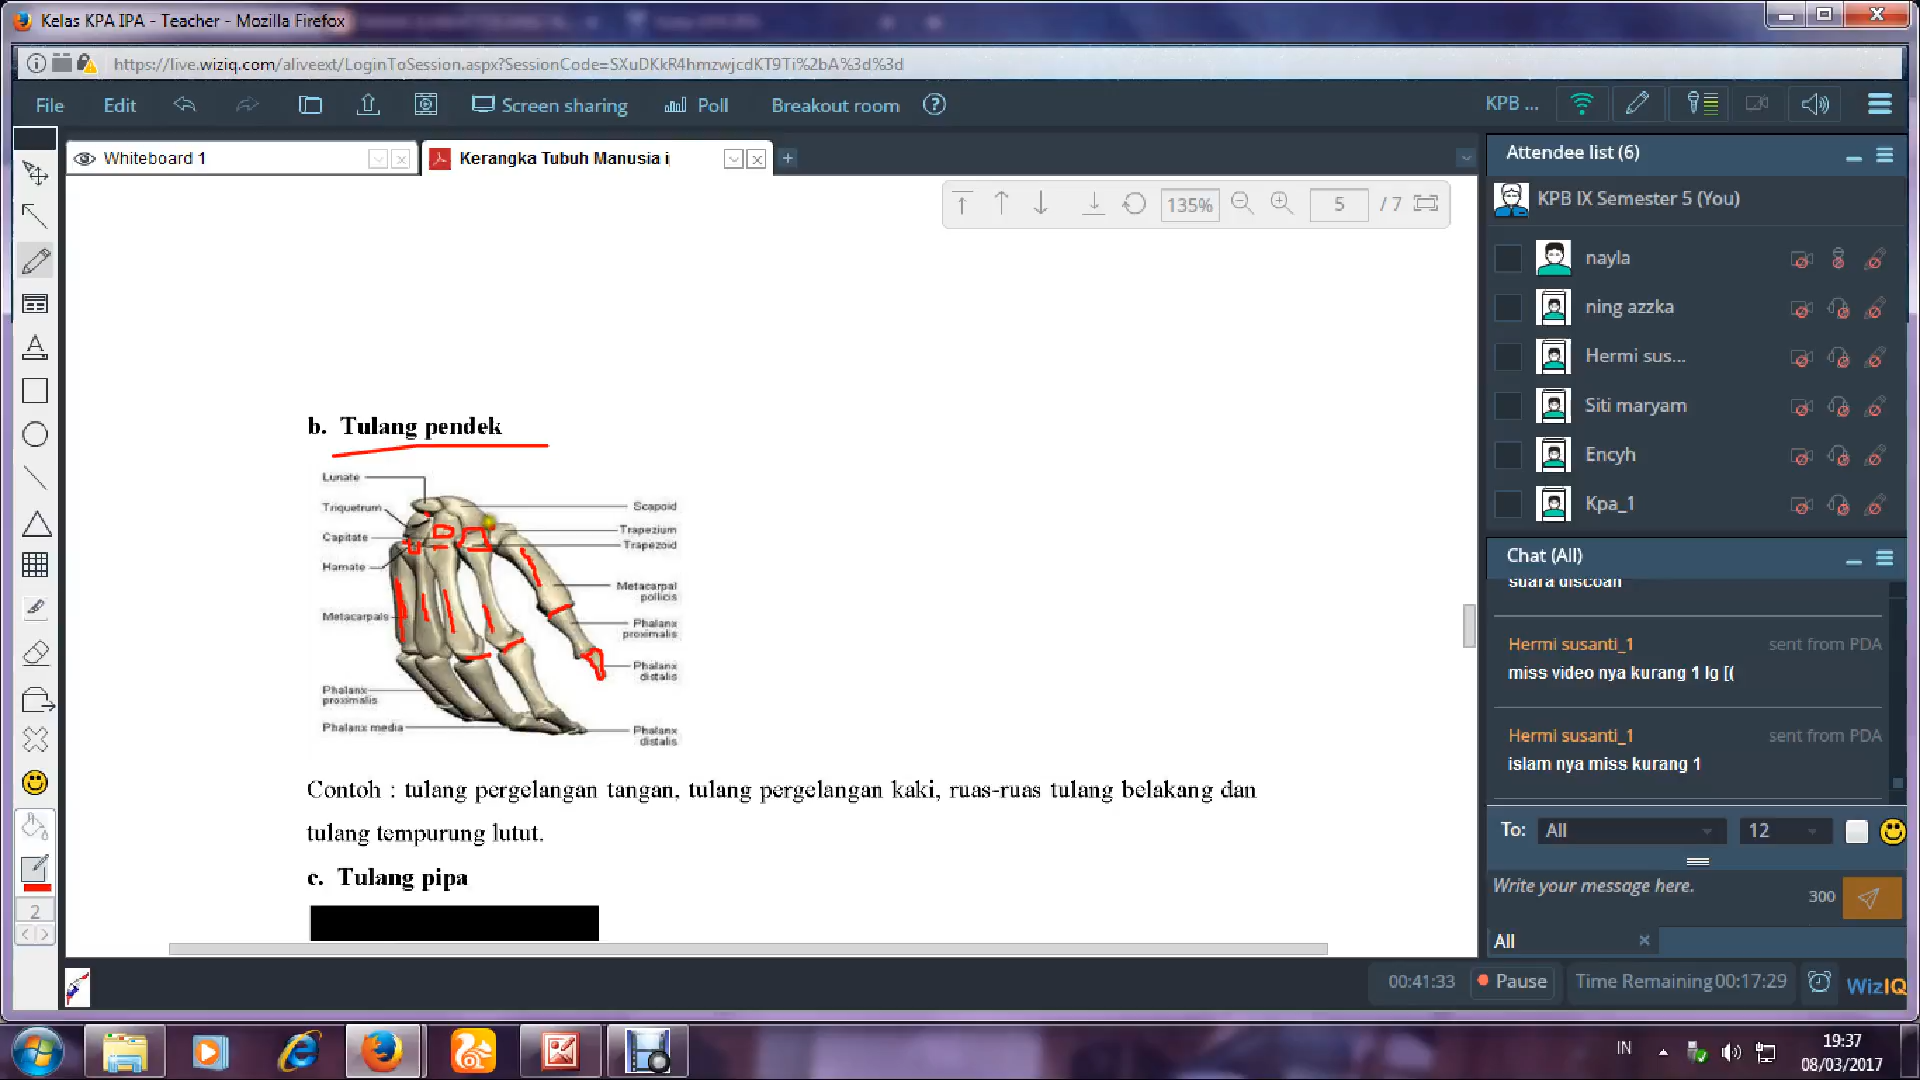 Kelas KPA IPA - Teacher - Mozilla Firefox
https://live.wiziq.com/aliveext/LoginToSession.aspx?SessionCode=SXuDKkR4hmzwjcdKT9Ti%2bA%3d%3d
File Edit Screen sharing Poll Breakout room ? KPB ...
Whiteboard 1
Kerangka Tubuh Manusia i
135% 5 / 7
b. Tulang pendek
Lunate
Triquetrum
Capitate
Hamate
Metacarpals
Phalanx
proximalis
Phalanx media
Scapoid
Trapezium
Trapezoid
Metacarpal
pollicis
Phalanx
proximalis
Phalanx
distalis
Phalanx
distalis
Contoh : tulang pergelangan tangan, tulang pergelangan kaki, ruas-ruas tulang belakang dan
tulang tempurung lutut.
c. Tulang pipa
2
Attendee list (6)
KPB IX Semester 5 (You)
nayla
ning azzka
Hermi sus...
Siti maryam
Encyh
Kpa_1
Chat (All)
suara discoan
Hermi susanti_1 sent from PDA
miss video nya kurang 1 lg [(
Hermi susanti_1 sent from PDA
islam nya miss kurang 1
To: All 12
Write your message here. 300
All
00:41:33 Pause Time Remaining 00:17:29 WizIQ
IN
19:37
08/03/2017